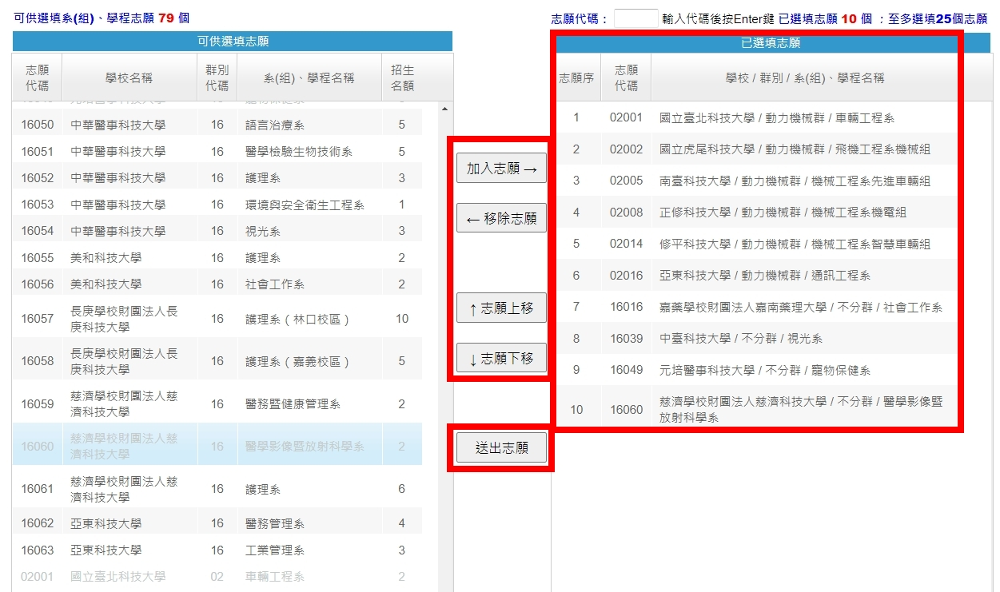 可供選填系(組)、學程志願 79 個
志願代碼： 輸入代碼後按Enter鍵 已選填志願 10 個 ；至多選填25個志願
可供選填志願
志願代碼 學校名稱 群別代碼 系(組)、學程名稱 招生名額
16050 中華醫事科技大學 16 語言治療系 5
16051 中華醫事科技大學 16 醫學檢驗生物技術系 5
16052 中華醫事科技大學 16 護理系 3
16053 中華醫事科技大學 16 環境與安全衛生工程系 1
16054 中華醫事科技大學 16 視光系 3
16055 美和科技大學 16 護理系 2
16056 美和科技大學 16 社會工作系 2
16057 長庚學校財團法人長庚科技大學 16 護理系（林口校區） 10
16058 長庚學校財團法人長庚科技大學 16 護理系（嘉義校區） 5
16059 慈濟學校財團法人慈濟科技大學 16 醫務暨健康管理系 2
16060 慈濟學校財團法人慈濟科技大學 16 醫學影像暨放射科學系 2
16061 慈濟學校財團法人慈濟科技大學 16 護理系 6
16062 亞東科技大學 16 醫務管理系 4
16063 亞東科技大學 16 工業管理系 3
02001 國立臺北科技大學 02 車輛工程系 2
加入志願 →
← 移除志願
↑ 志願上移
↓ 志願下移
送出志願
已選填志願
志願序 志願代碼 學校 / 群別 / 系(組)、學程名稱
1 02001 國立臺北科技大學 / 動力機械群 / 車輛工程系
2 02002 國立虎尾科技大學 / 動力機械群 / 飛機工程系機械組
3 02005 南臺科技大學 / 動力機械群 / 機械工程系先進車輛組
4 02008 正修科技大學 / 動力機械群 / 機械工程系機電組
5 02014 修平科技大學 / 動力機械群 / 機械工程系智慧車輛組
6 02016 亞東科技大學 / 動力機械群 / 通訊工程系
7 16016 嘉藥學校財團法人嘉南藥理大學 / 不分群 / 社會工作系
8 16039 中臺科技大學 / 不分群 / 視光系
9 16049 元培醫事科技大學 / 不分群 / 寵物保健系
10 16060 慈濟學校財團法人慈濟科技大學 / 不分群 / 醫學影像暨放射科學系